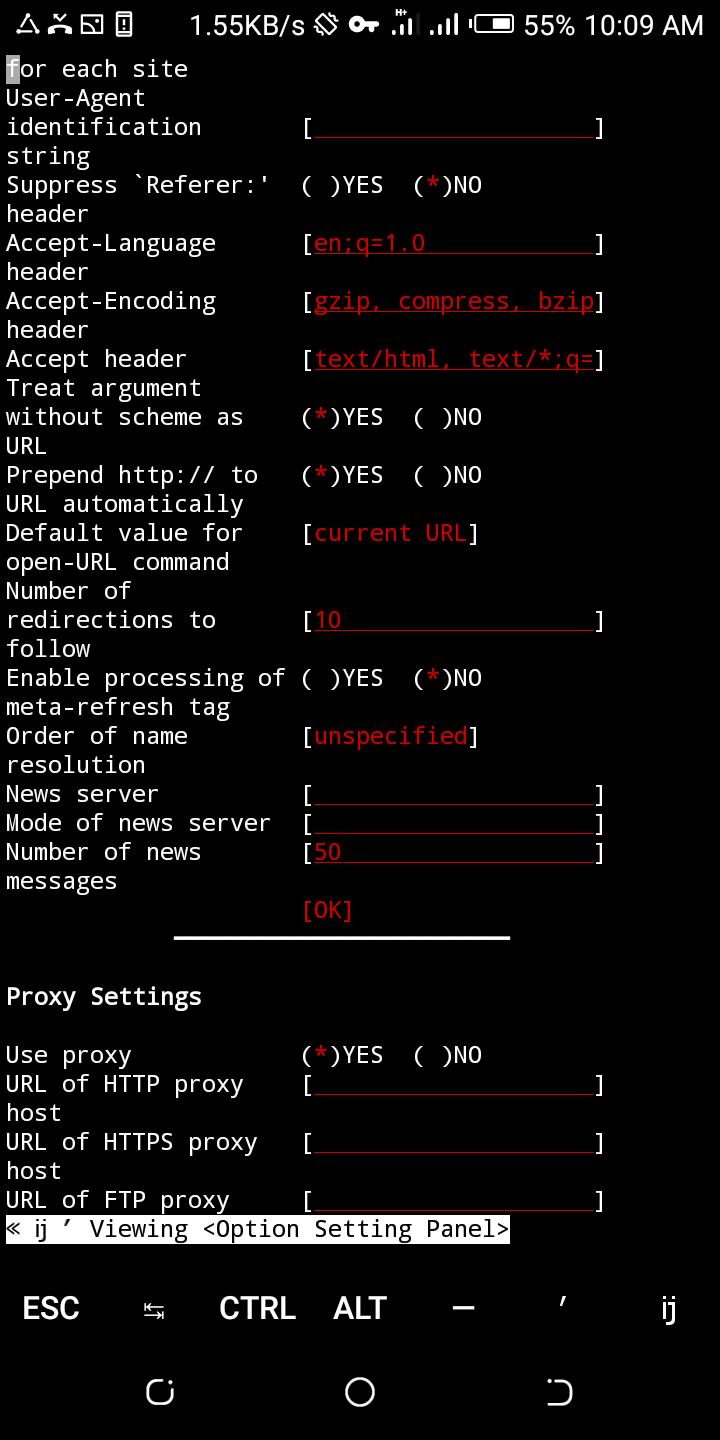 1.55KB/s H+ 55% 10:09 AM
for each site
User-Agent
identification [ ]
string
Suppress `Referer:' ( )YES (*)NO
header
Accept-Language [en;q=1.0 ]
header
Accept-Encoding [gzip, compress, bzip]
header
Accept header [text/html, text/*;q=]
Treat argument
without scheme as (*)YES ( )NO
URL
Prepend http:// to (*)YES ( )NO
URL automatically
Default value for [current URL]
open-URL command
Number of
redirections to [10 ]
follow
Enable processing of ( )YES (*)NO
meta-refresh tag
Order of name [unspecified]
resolution
News server [ ]
Mode of news server [ ]
Number of news [50 ]
messages
[OK]
Proxy Settings
Use proxy (*)YES ( )NO
URL of HTTP proxy [ ]
host
URL of HTTPS proxy [ ]
host
URL of FTP proxy [ ]
« ij ′ Viewing <Option Setting Panel>
ESC ↹ CTRL ALT — ′ ij